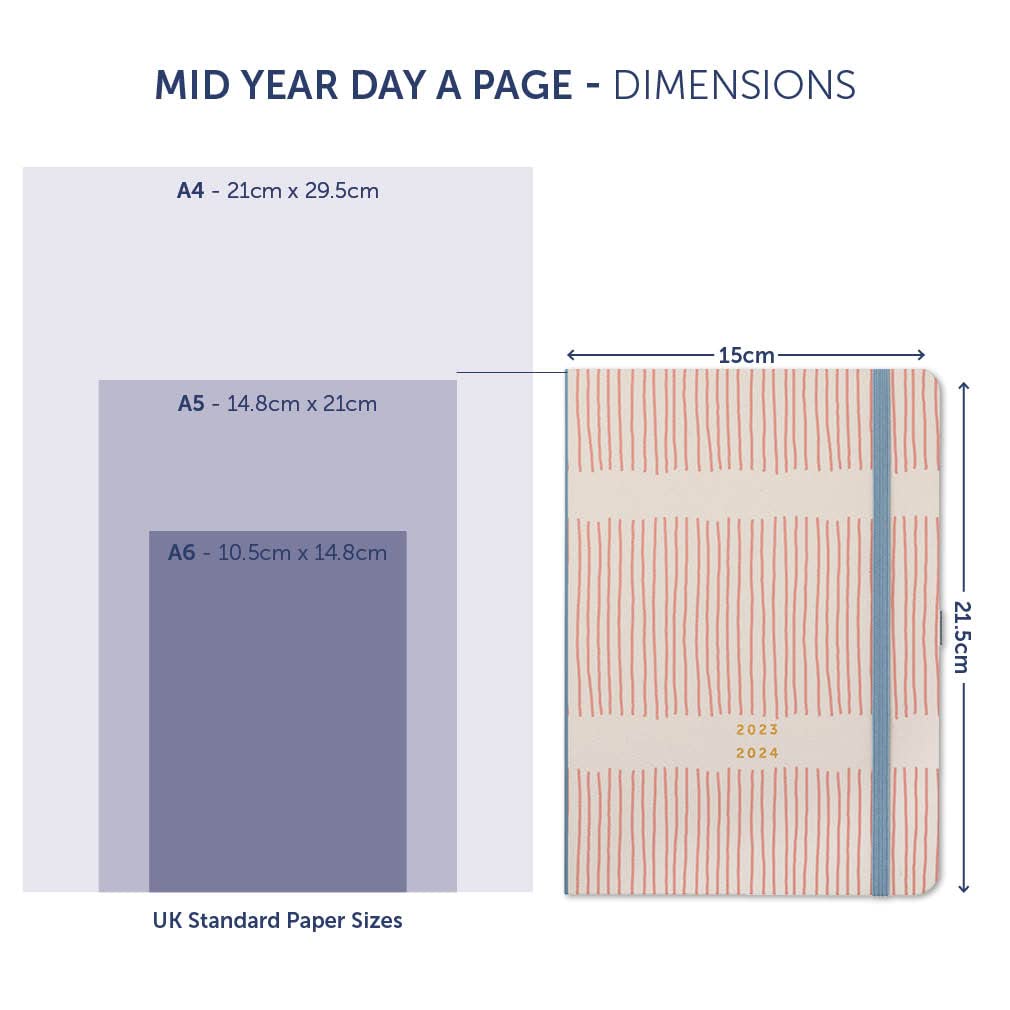 MID YEAR DAY A PAGE - DIMENSIONS
A4 - 21cm x 29.5cm
A5 - 14.8cm x 21cm
A6 - 10.5cm x 14.8cm
UK Standard Paper Sizes
15cm
21.5cm
2023
2024